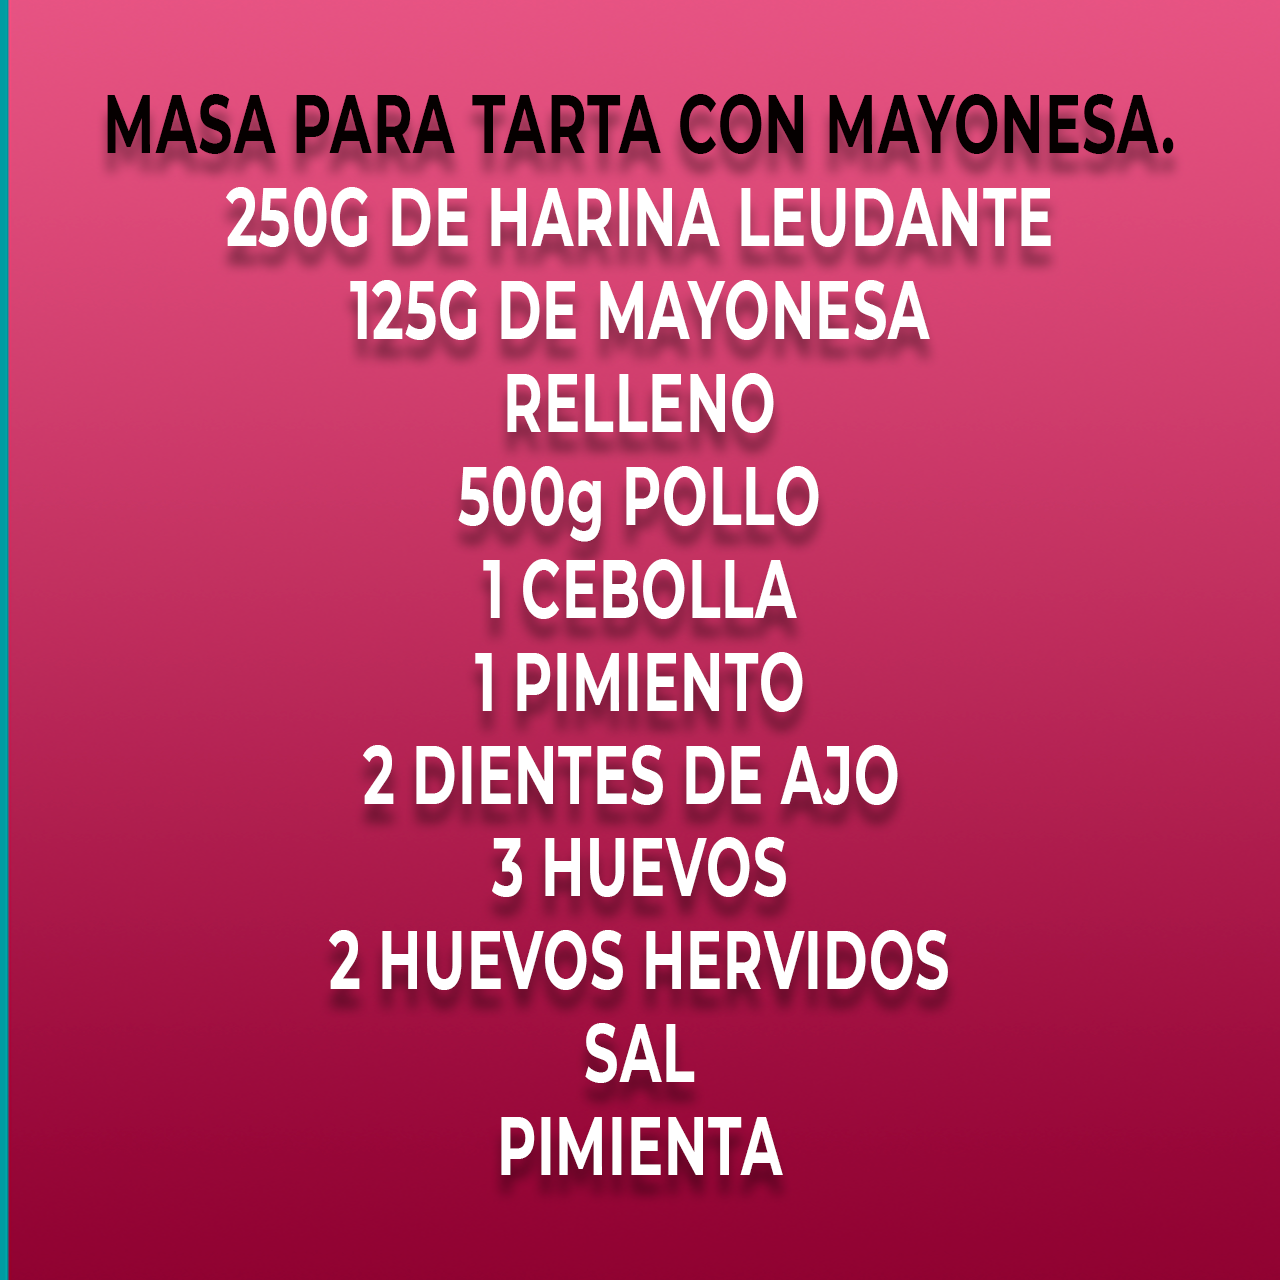 MASA PARA TARTA CON MAYONESA.
250G DE HARINA LEUDANTE
125G DE MAYONESA
RELLENO
500g POLLO
1 CEBOLLA
1 PIMIENTO
2 DIENTES DE AJO
3 HUEVOS
2 HUEVOS HERVIDOS
SAL
PIMIENTA